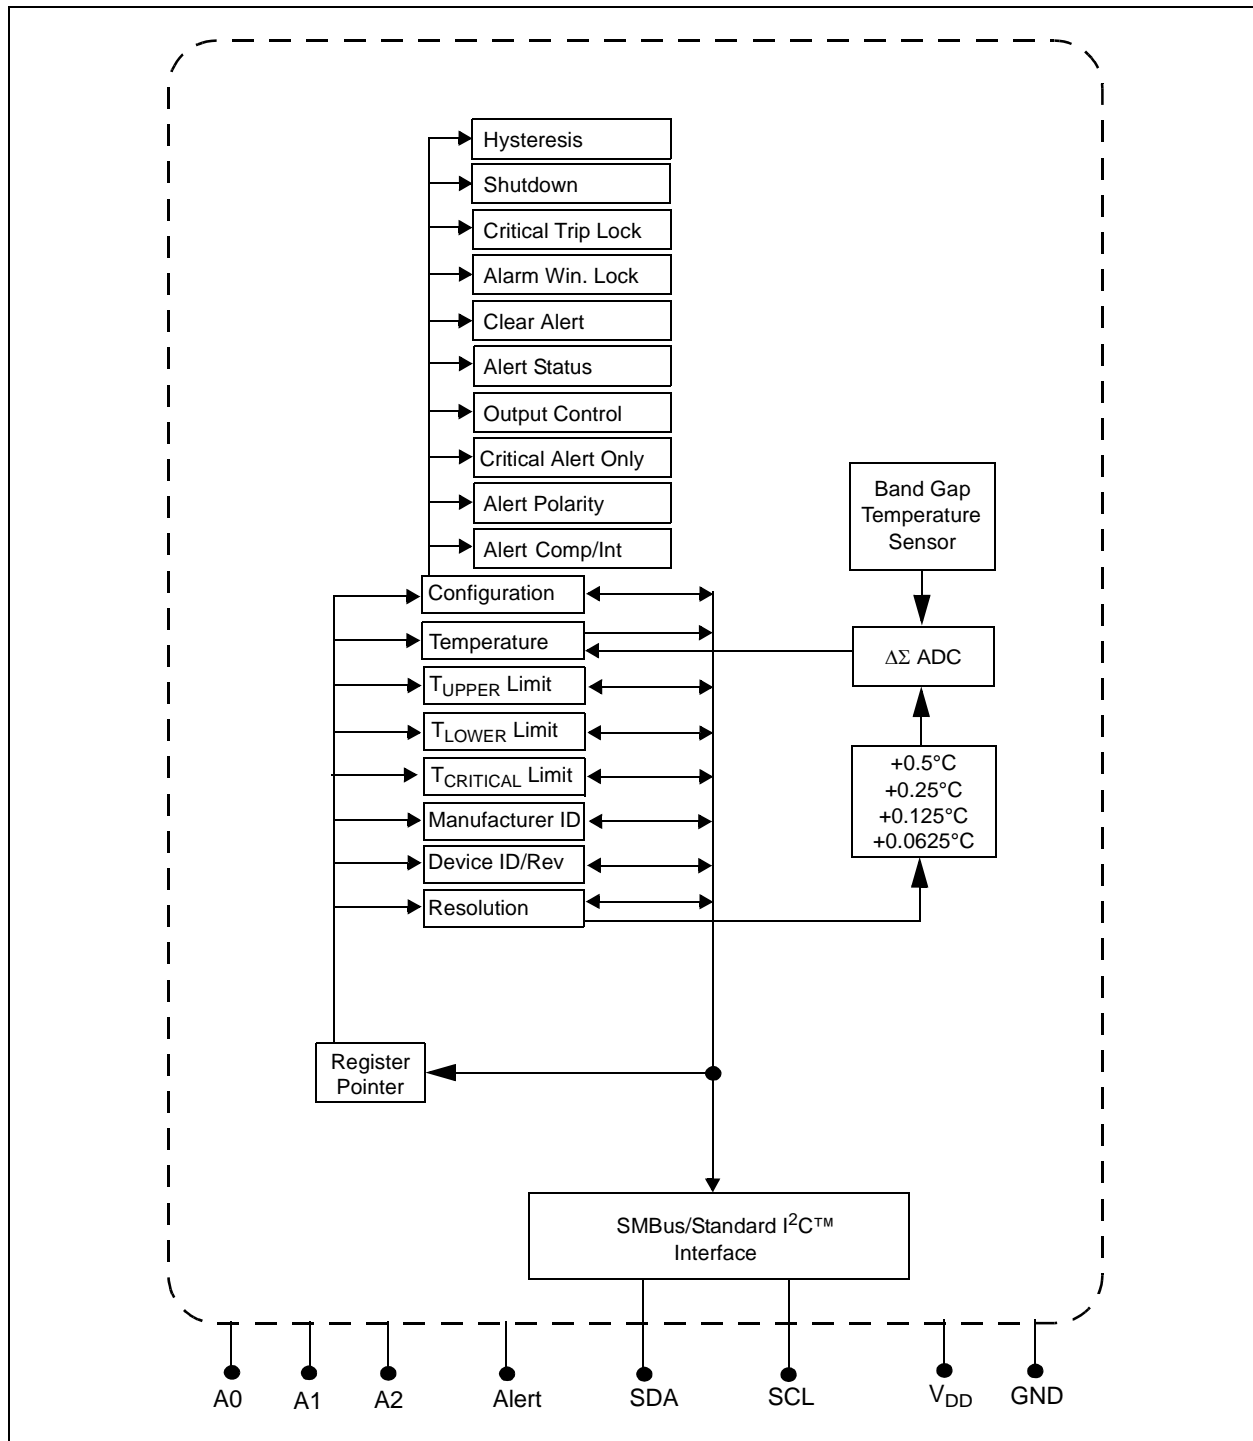 Hysteresis
Shutdown
Critical Trip Lock
Alarm Win. Lock
Clear Alert
Alert Status
Output Control
Critical Alert Only
Alert Polarity
Alert Comp/Int
Configuration
Temperature
TUPPER Limit
TLOWER Limit
TCRITICAL Limit
Manufacturer ID
Device ID/Rev
Resolution
Band Gap
Temperature
Sensor
ΔΣ ADC
+0.5°C
+0.25°C
+0.125°C
+0.0625°C
Register
Pointer
SMBus/Standard I²C™
Interface
A0
A1
A2
Alert
SDA
SCL
VDD
GND